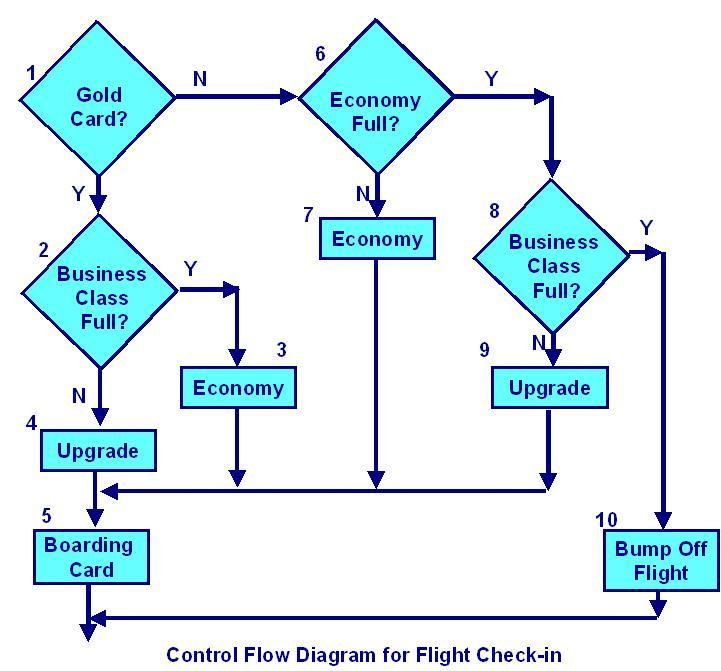 1
Gold
Card?
N
6
Economy
Full?
Y
Y
N
7
Economy
8
Business
Class
Full?
Y
2
Business
Class
Full?
Y
N
3
Economy
9
Upgrade
N
4
Upgrade
5
Boarding
Card
10
Bump Off
Flight
Control Flow Diagram for Flight Check-in